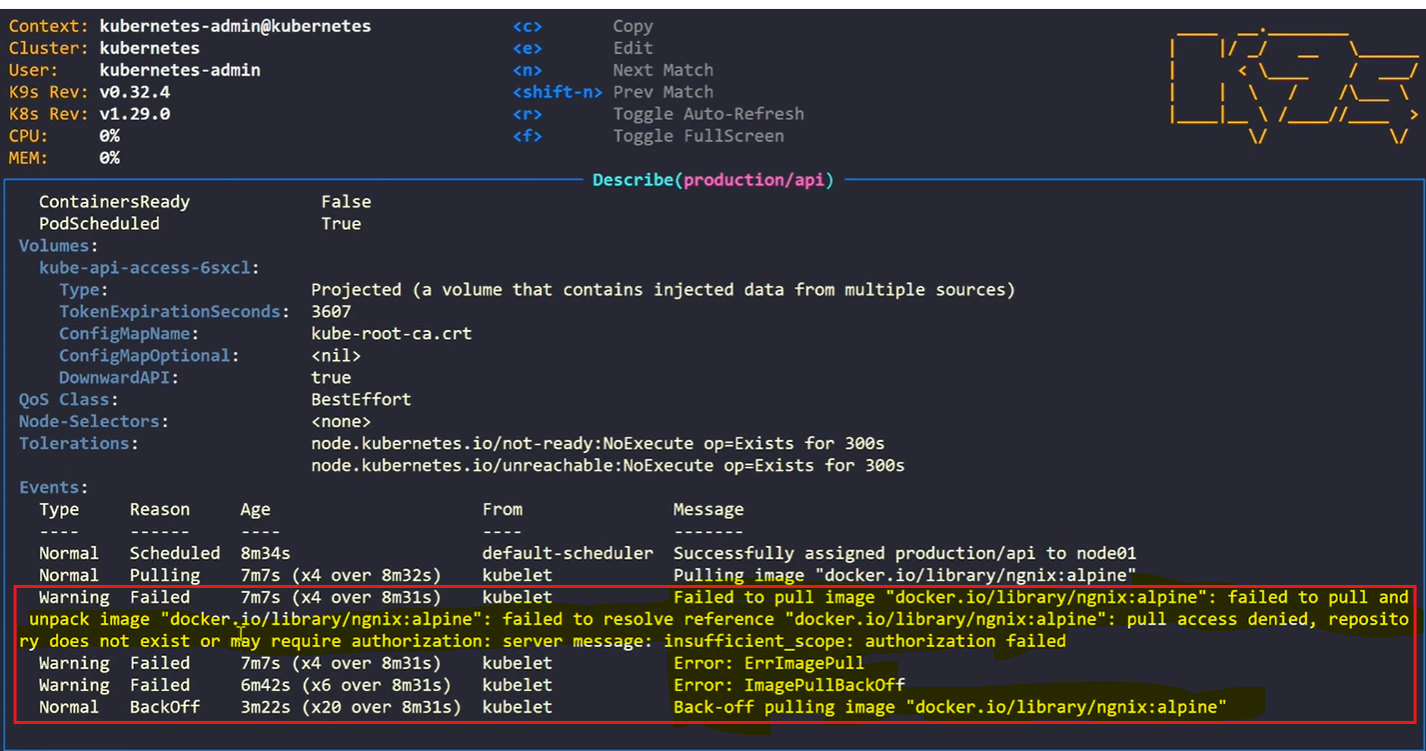 Context: kubernetes-admin@kubernetes <c> Copy
Cluster: kubernetes <e> Edit
User: kubernetes-admin <n> Next Match
K9s Rev: v0.32.4 <shift-n> Prev Match
K8s Rev: v1.29.0 <r> Toggle Auto-Refresh
CPU: 0% <f> Toggle FullScreen
MEM: 0%
K9s
Describe(production/api)
ContainersReady False
PodScheduled True
Volumes:
kube-api-access-6sxcl:
Type: Projected (a volume that contains injected data from multiple sources)
TokenExpirationSeconds: 3607
ConfigMapName: kube-root-ca.crt
ConfigMapOptional: <nil>
DownwardAPI: true
QoS Class: BestEffort
Node-Selectors: <none>
Tolerations: node.kubernetes.io/not-ready:NoExecute op=Exists for 300s
node.kubernetes.io/unreachable:NoExecute op=Exists for 300s
Events:
Type Reason Age From Message
---- ------ ---- ---- -------
Normal Scheduled 8m34s default-scheduler Successfully assigned production/api to node01
Normal Pulling 7m7s (x4 over 8m32s) kubelet Pulling image "docker.io/library/ngnix:alpine"
Warning Failed 7m7s (x4 over 8m31s) kubelet Failed to pull image "docker.io/library/ngnix:alpine": failed to pull and
unpack image "docker.io/library/ngnix:alpine": failed to resolve reference "docker.io/library/ngnix:alpine": pull access denied, reposito
ry does not exist or may require authorization: server message: insufficient_scope: authorization failed
Warning Failed 7m7s (x4 over 8m31s) kubelet Error: ErrImagePull
Warning Failed 6m42s (x6 over 8m31s) kubelet Error: ImagePullBackOff
Normal BackOff 3m22s (x20 over 8m31s) kubelet Back-off pulling image "docker.io/library/ngnix:alpine"